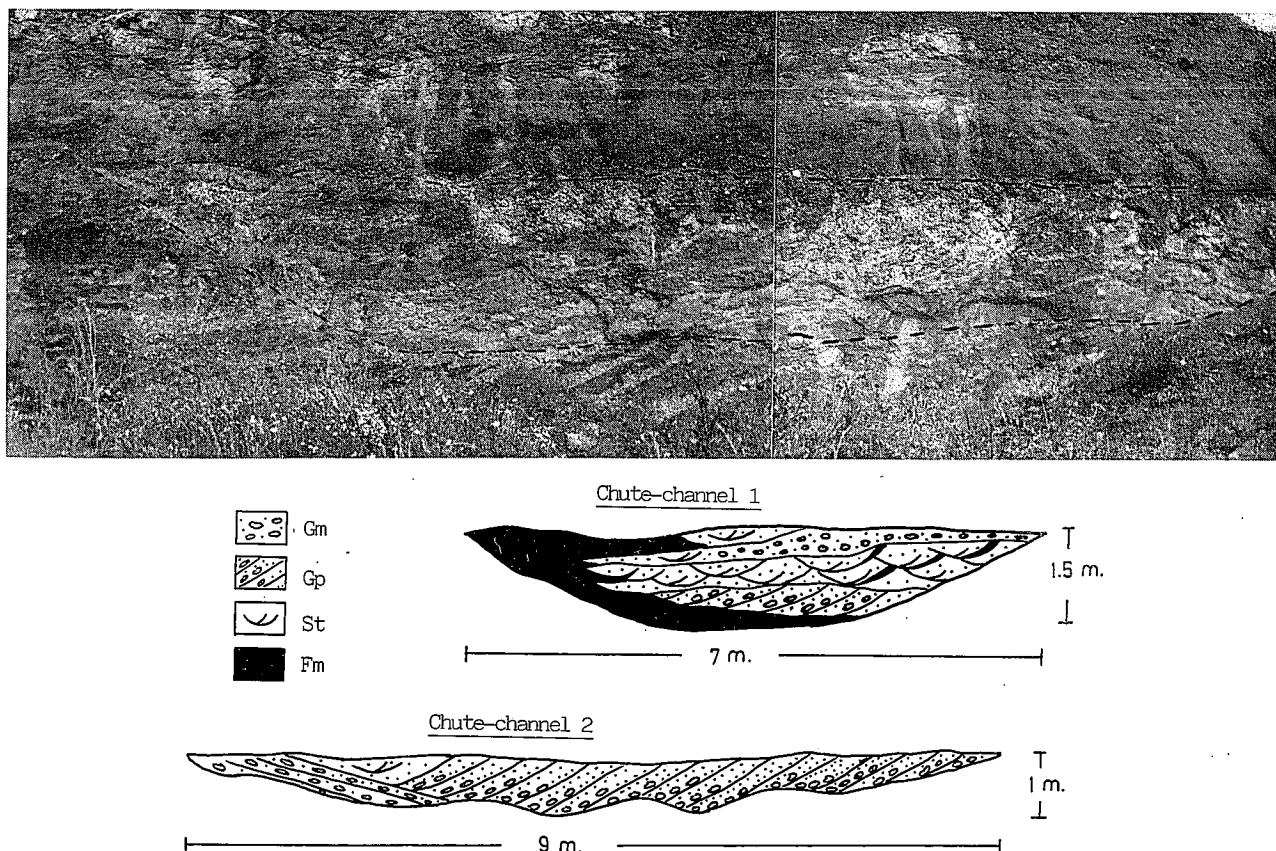 Chute-channel 1
Gm
Gp
St
Fm
1.5 m.
7 m.
Chute-channel 2
1 m.
9 m.